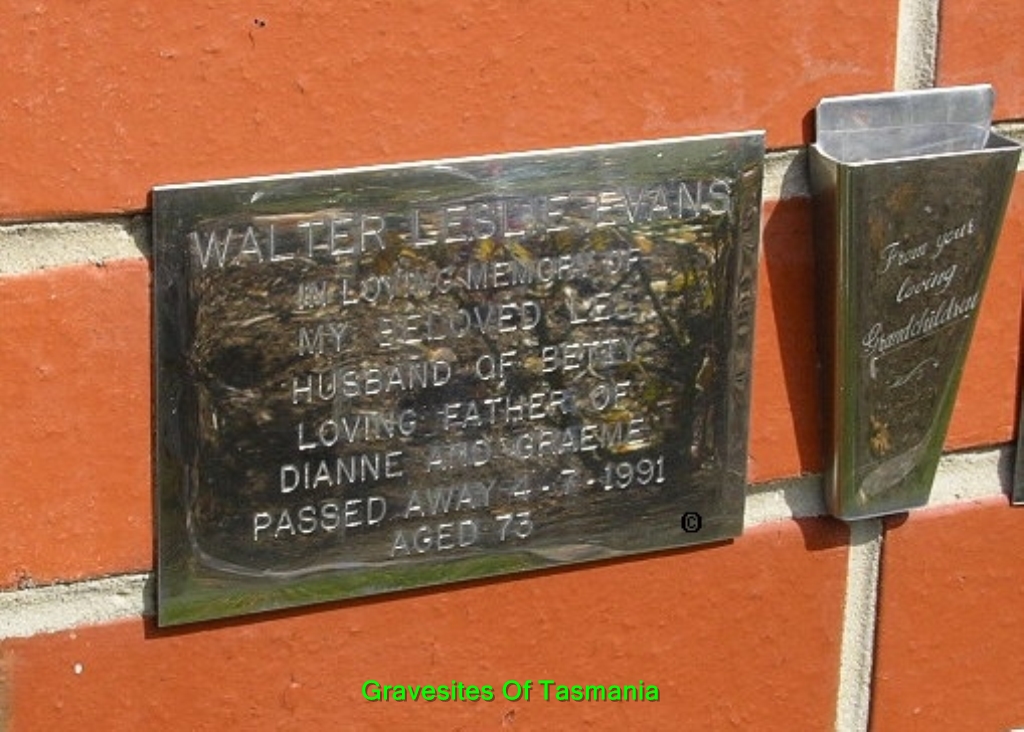 WALTER LESLIE EVANS
IN LOVING MEMORY OF
MY BELOVED LE
HUSBAND OF BETTY
LOVING FATHER OF
DIANNE AND GRAEME
PASSED AWAY 4-7-1991
AGED 73
©
From your
loving
Grandchildren
Gravesites Of Tasmania